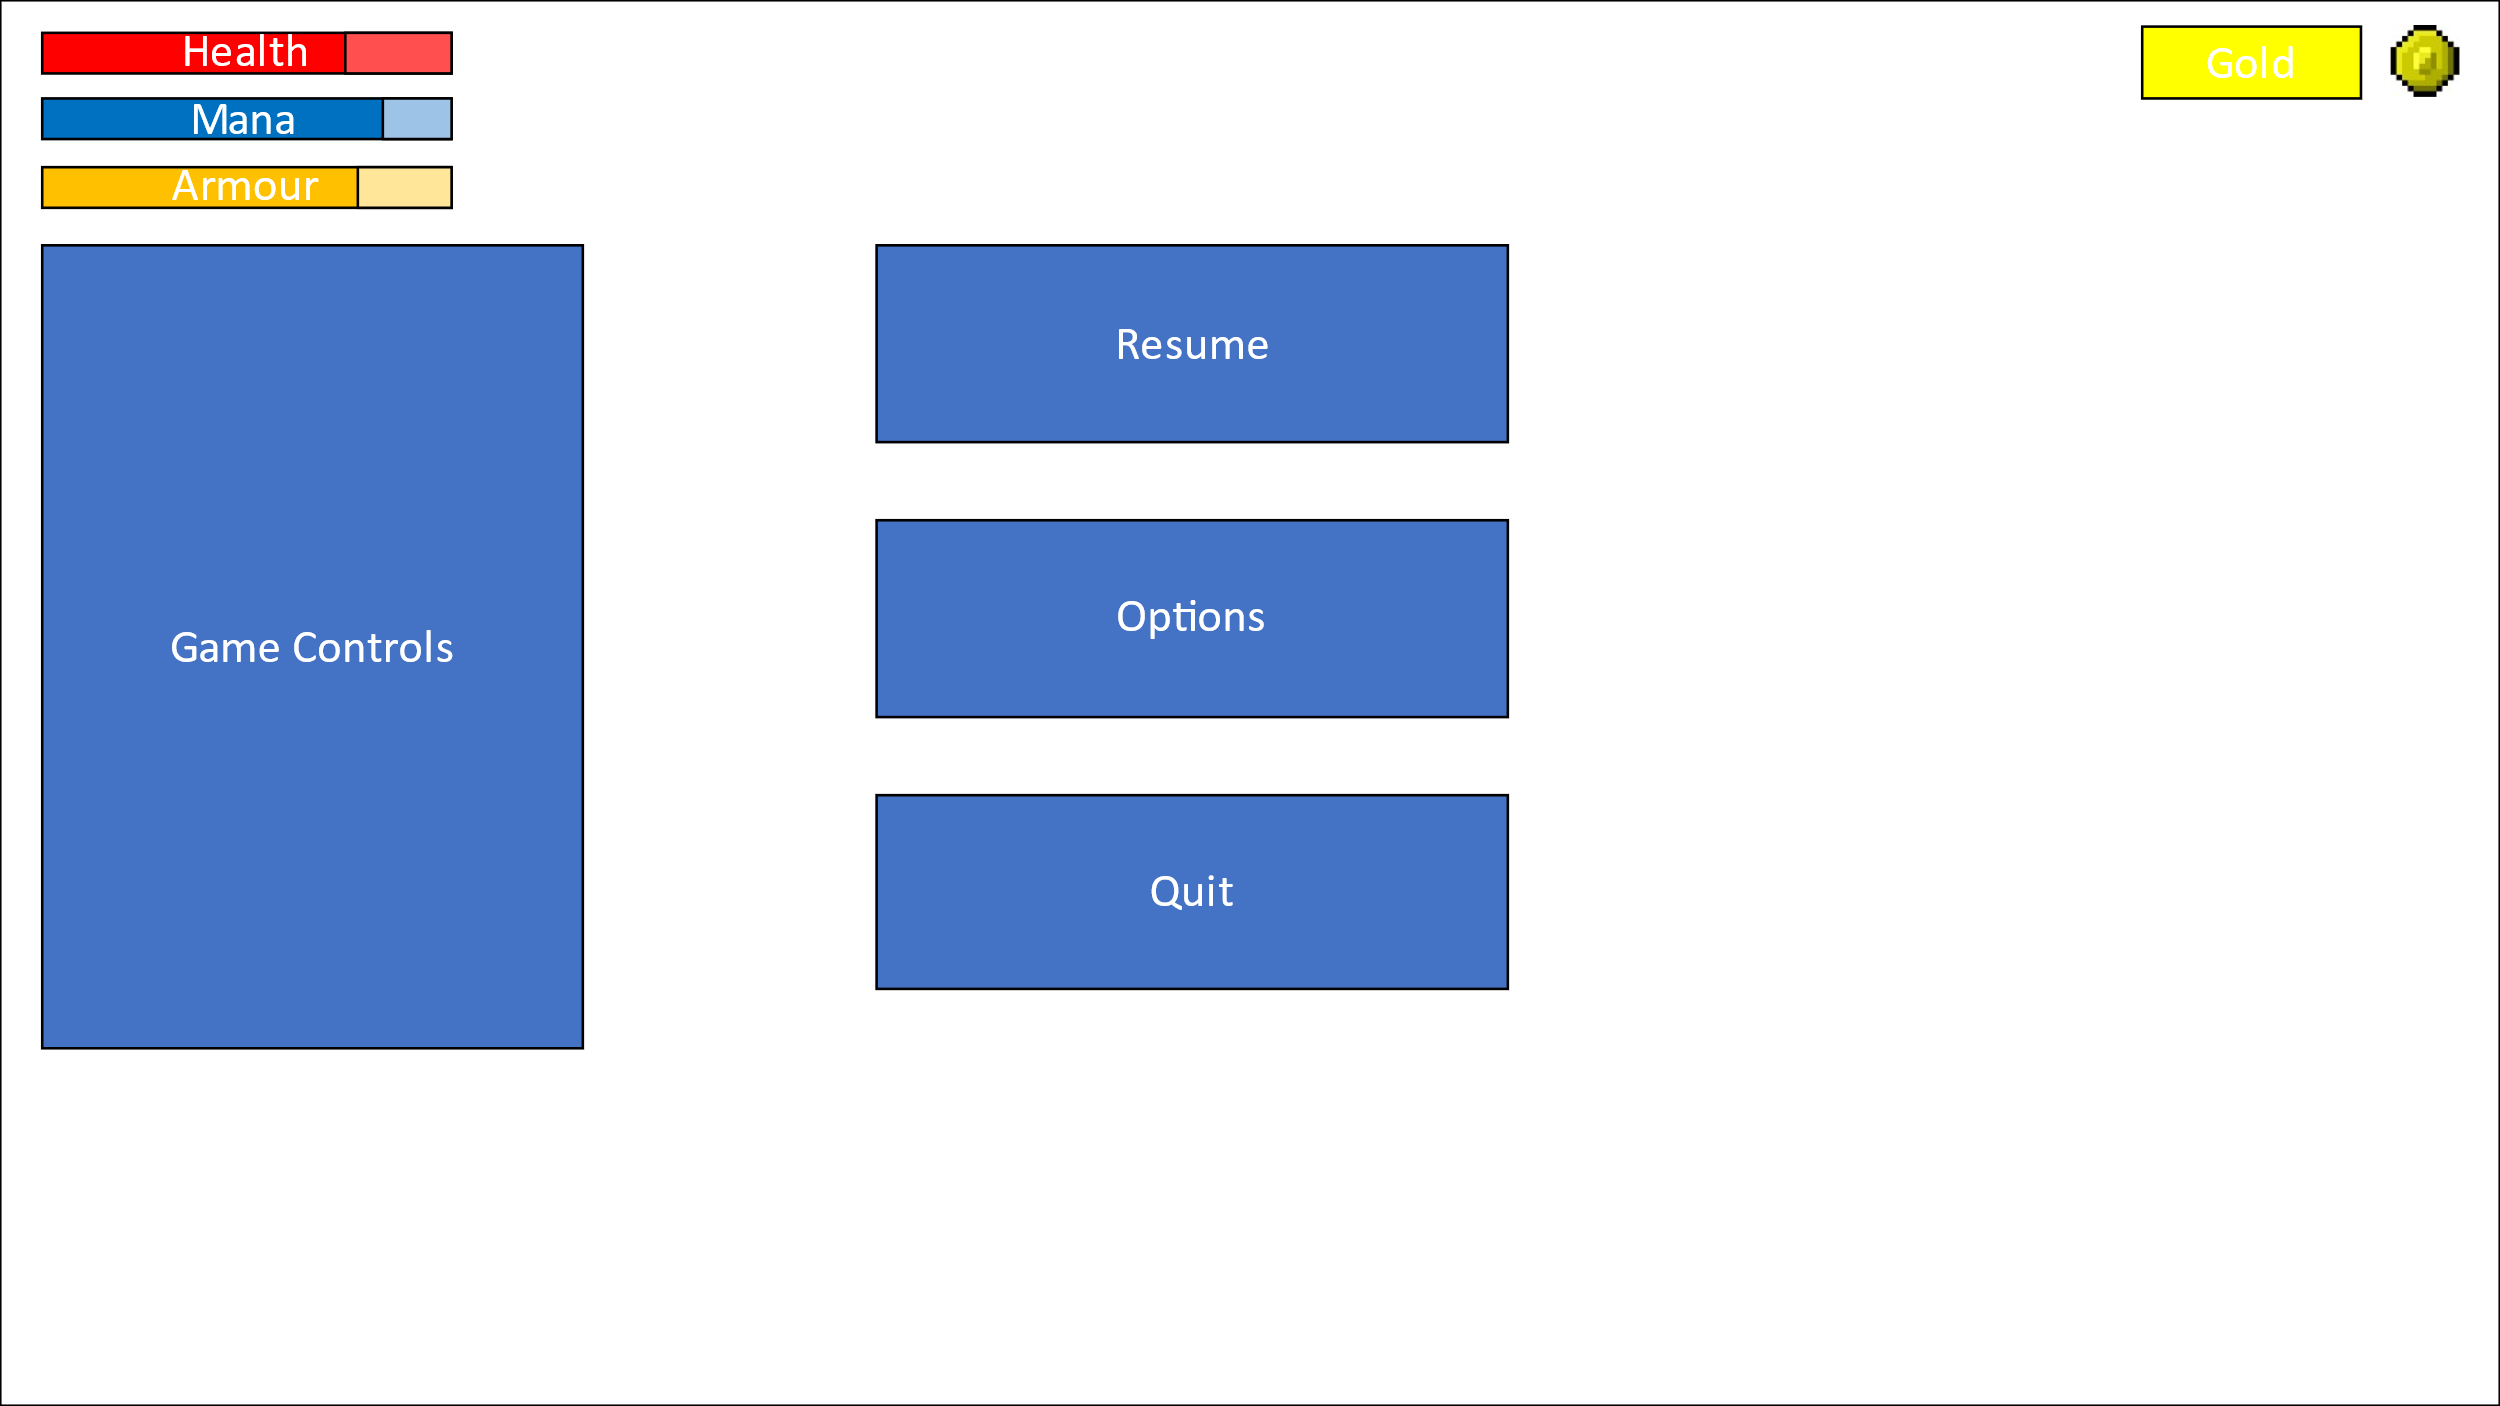 Health
Gold
Mana
Armour
Resume
Options
Game Controls
Quit